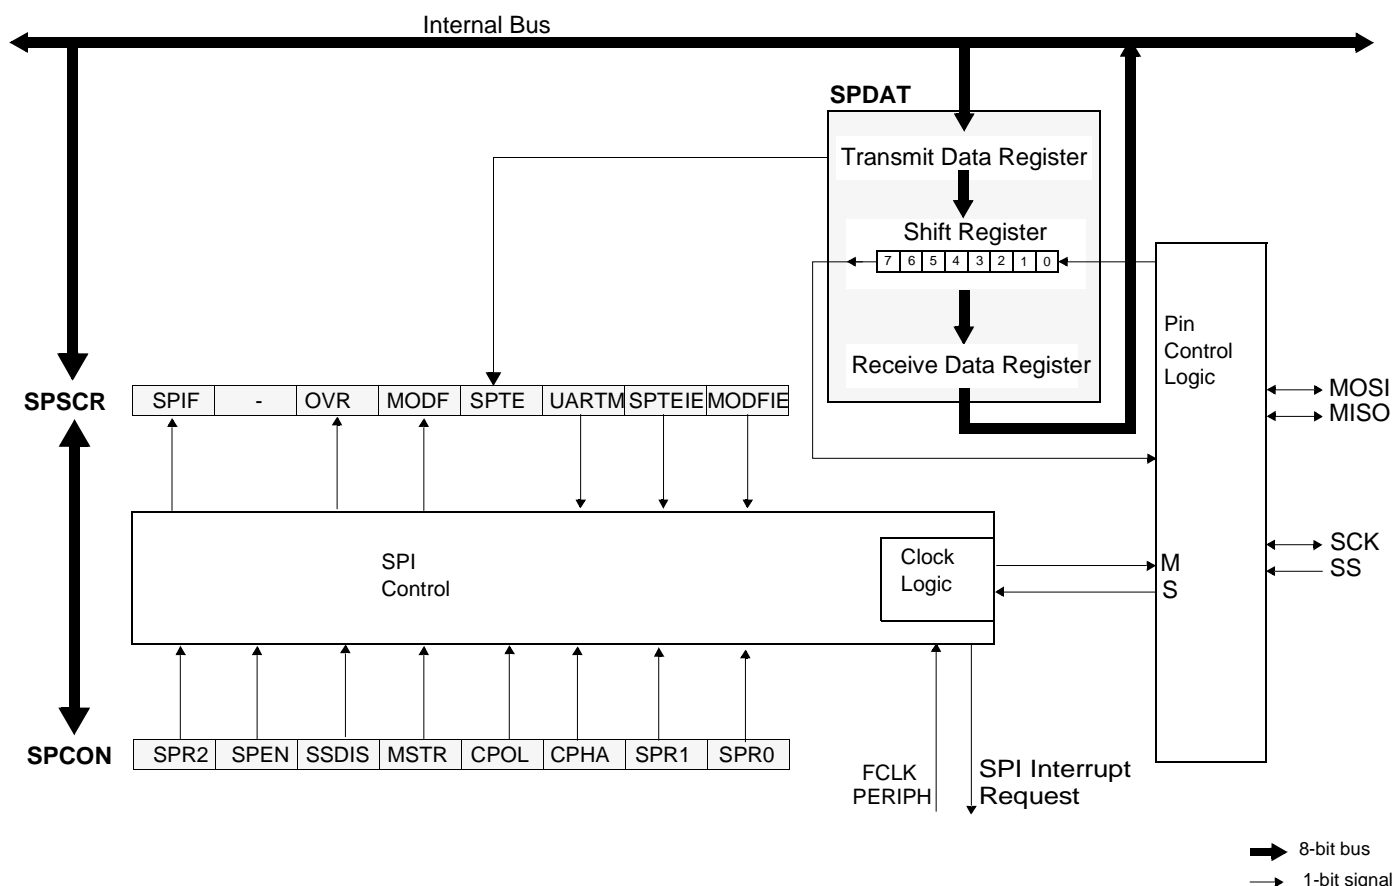 Internal Bus
SPDAT
Transmit Data Register
Shift Register
7 6 5 4 3 2 1 0
Receive Data Register
Pin
Control
Logic
MOSI
MISO
SPSCR
SPIF - OVR MODF SPTE UARTM SPTEIE MODFIE
SPI
Control
Clock
Logic
M
S
SCK
SS
SPCON
SPR2 SPEN SSDIS MSTR CPOL CPHA SPR1 SPR0
FCLK
PERIPH
SPI Interrupt
Request
8-bit bus
1-bit signal